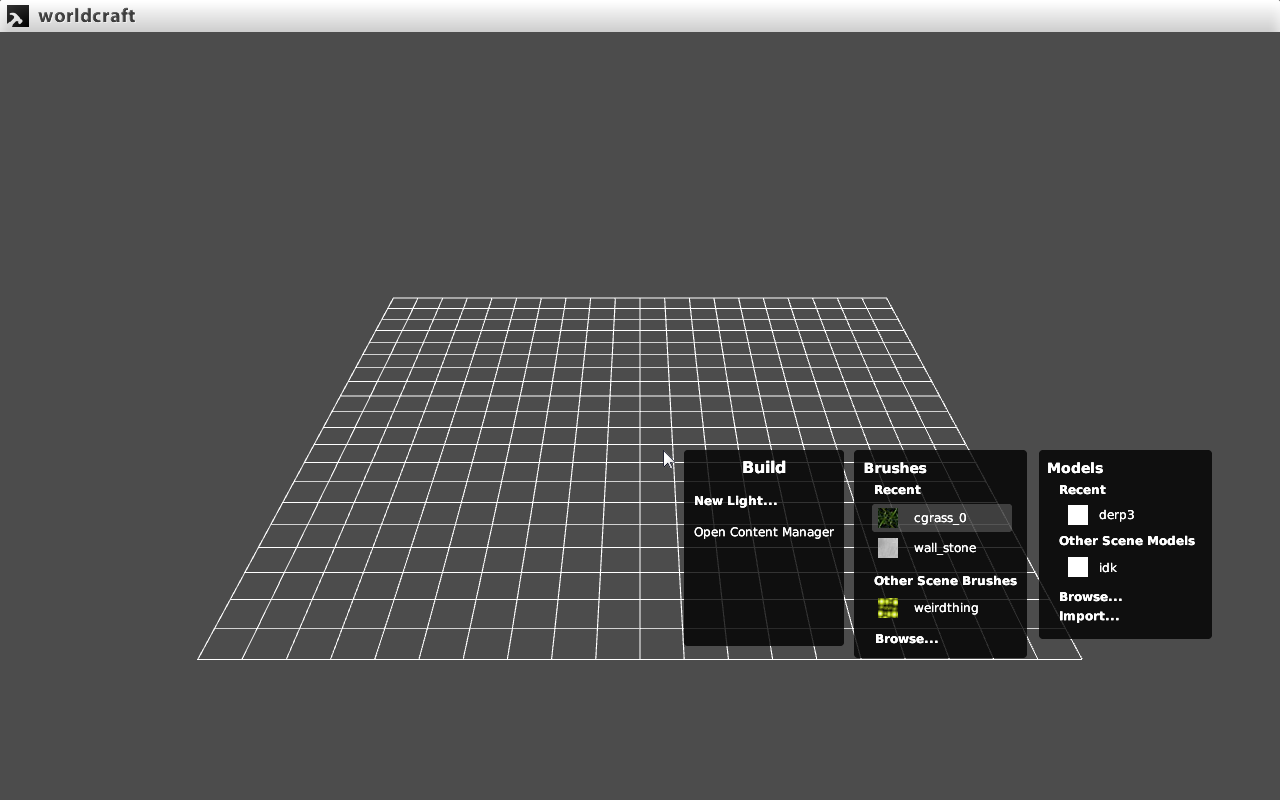 worldcraft
Build
New Light...
Open Content Manager
Brushes
Recent
cgrass_0
wall_stone
Other Scene Brushes
weirdthing
Browse...
Models
Recent
derp3
Other Scene Models
idk
Browse...
Import...